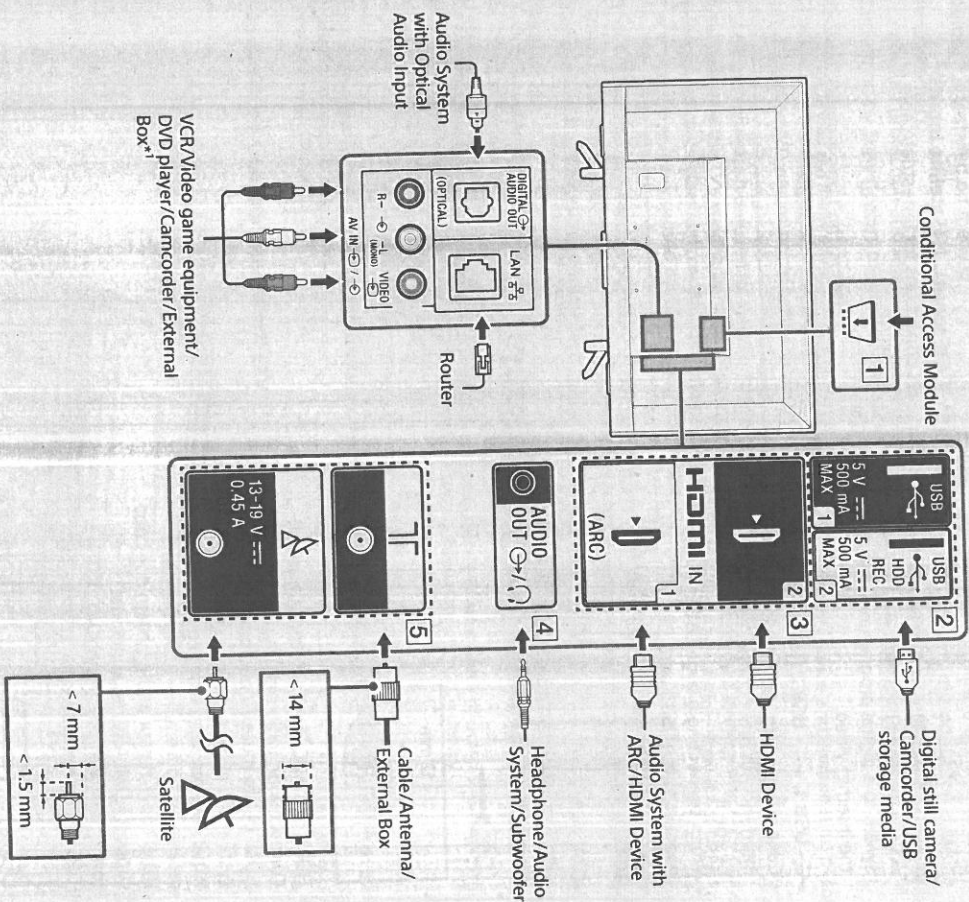 Conditional Access Module
1
Audio System
with Optical
Audio Input
DIGITAL
AUDIO OUT
(OPTICAL)
LAN
R
L
(MONO)
VIDEO
AV IN
Router
VCR/Video game equipment/
DVD player/Camcorder/External
Box*1
2
USB
5 V
500 mA
MAX
1
USB
HDD
REC
5 V
500 mA
MAX
2
Digital still camera/
Camcorder/USB
storage media
3
2
HDMI IN
1
(ARC)
HDMI Device
Audio System with
ARC/HDMI Device
4
AUDIO
OUT
Headphone/Audio
System/Subwoofer
5
Cable/Antenna/
External Box
< 14 mm
13-19 V
0.45 A
Satellite
< 7 mm
< 1.5 mm